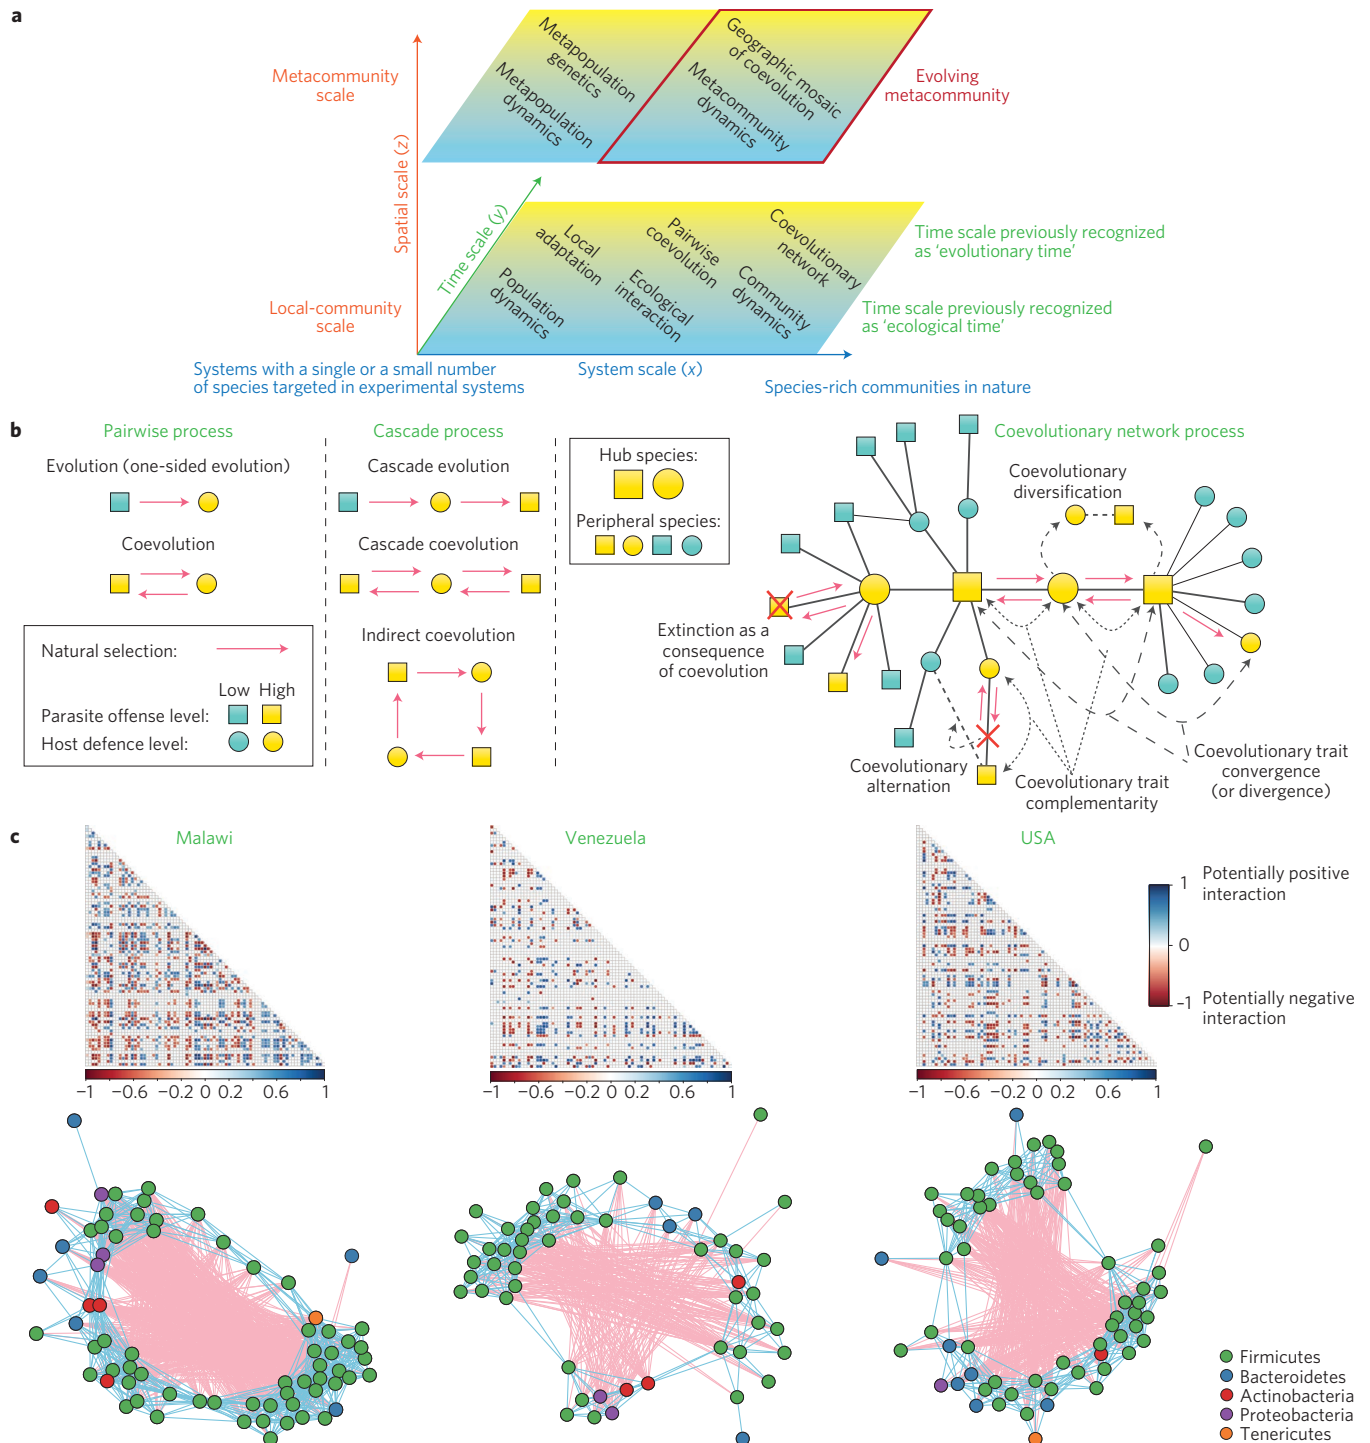 a
Metacommunity
scale
Spatial scale (z)
Local-community
scale
Time scale (y)
Metapopulation
genetics
Metapopulation
dynamics
Geographic mosaic
of coevolution
Metacommunity
dynamics
Evolving
metacommunity
Local
adaptation
Population
dynamics
Pairwise
coevolution
Ecological
interaction
Coevolutionary
network
Community
dynamics
Time scale previously recognized
as ‘evolutionary time’
Time scale previously recognized
as ‘ecological time’
Systems with a single or a small number
of species targeted in experimental systems
System scale (x)
Species-rich communities in nature
b
Pairwise process
Evolution (one-sided evolution)
Coevolution
Natural selection:
Low High
Parasite offense level:
Host defence level:
Cascade process
Cascade evolution
Cascade coevolution
Indirect coevolution
Hub species:
Peripheral species:
Coevolutionary network process
Coevolutionary
diversification
Extinction as a
consequence
of coevolution
Coevolutionary
alternation
Coevolutionary trait
complementarity
Coevolutionary trait
convergence
(or divergence)
c
Malawi
Venezuela
USA
1
0
−1
Potentially positive
interaction
Potentially negative
interaction
−1 −0.6 −0.2 0 0.2 0.6 1
−1 −0.6 −0.2 0 0.2 0.6 1
−1 −0.6 −0.2 0 0.2 0.6 1
Firmicutes
Bacteroidetes
Actinobacteria
Proteobacteria
Tenericutes